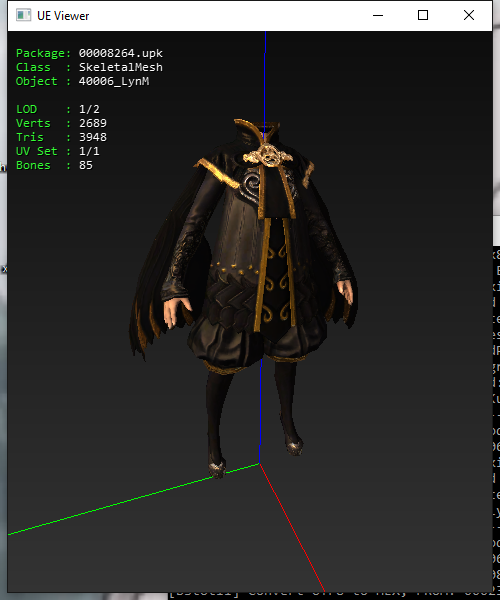 UE Viewer
Package: 00008264.upk
Class  : SkeletalMesh
Object : 40006_LynM
LOD    : 1/2
Verts  : 2689
Tris   : 3948
UV Set : 1/1
Bones  : 85